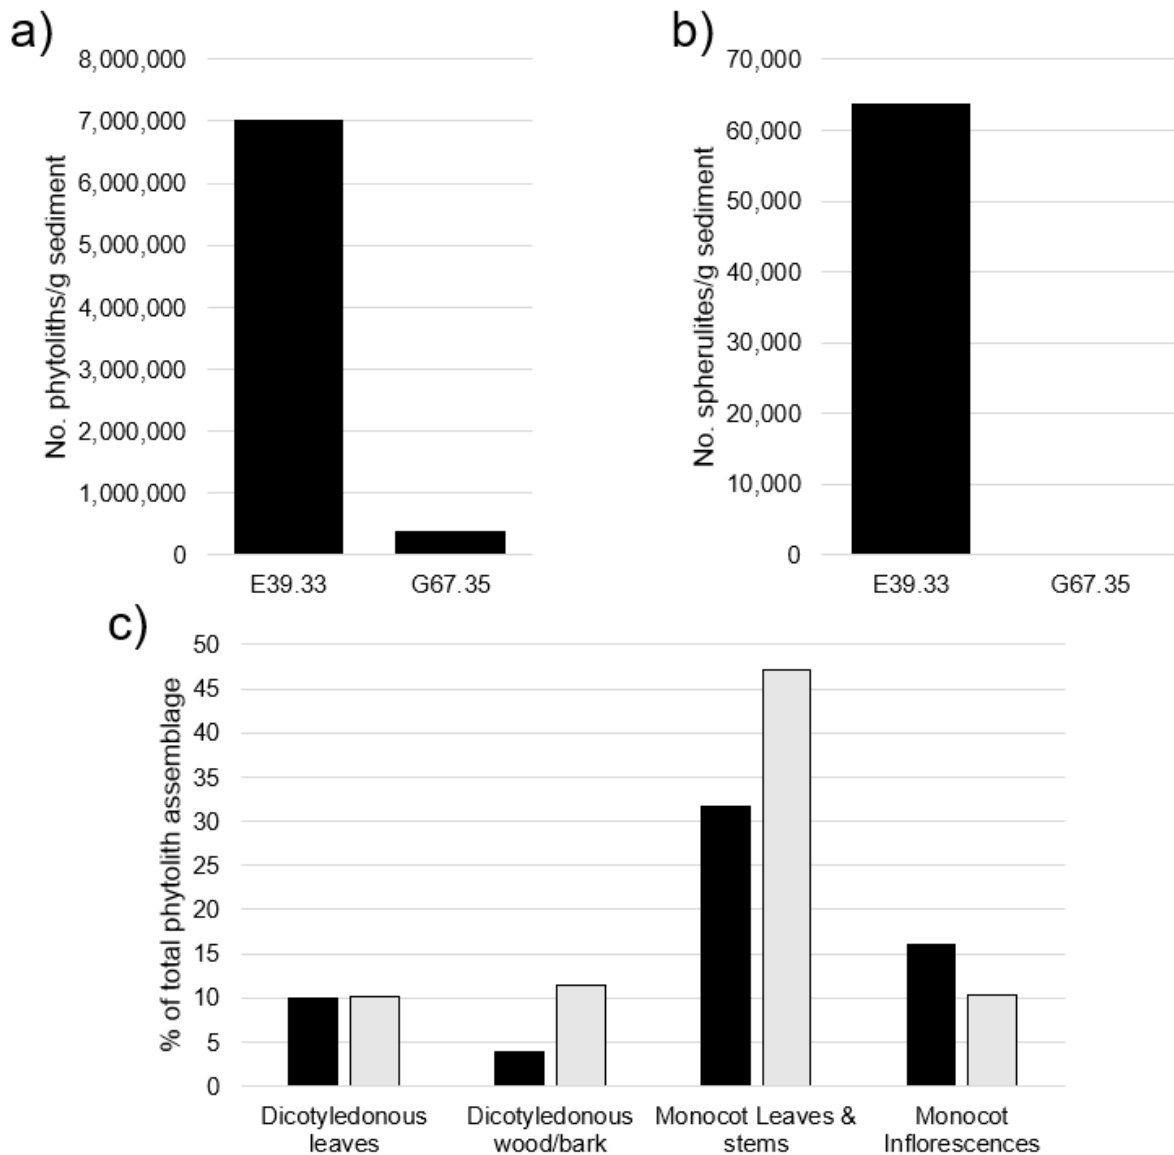 a)
8,000,000
7,000,000
6,000,000
5,000,000
4,000,000
3,000,000
2,000,000
1,000,000
0
No. phytoliths/g sediment
E39.33 G67.35
b)
70,000
60,000
50,000
40,000
30,000
20,000
10,000
0
No. spherulites/g sediment
E39.33 G67.35
c)
50
45
40
35
30
25
20
15
10
5
0
% of total phytolith assemblage
Dicotyledonous
leaves
Dicotyledonous
wood/bark
Monocot Leaves &
stems
Monocot
Inflorescences